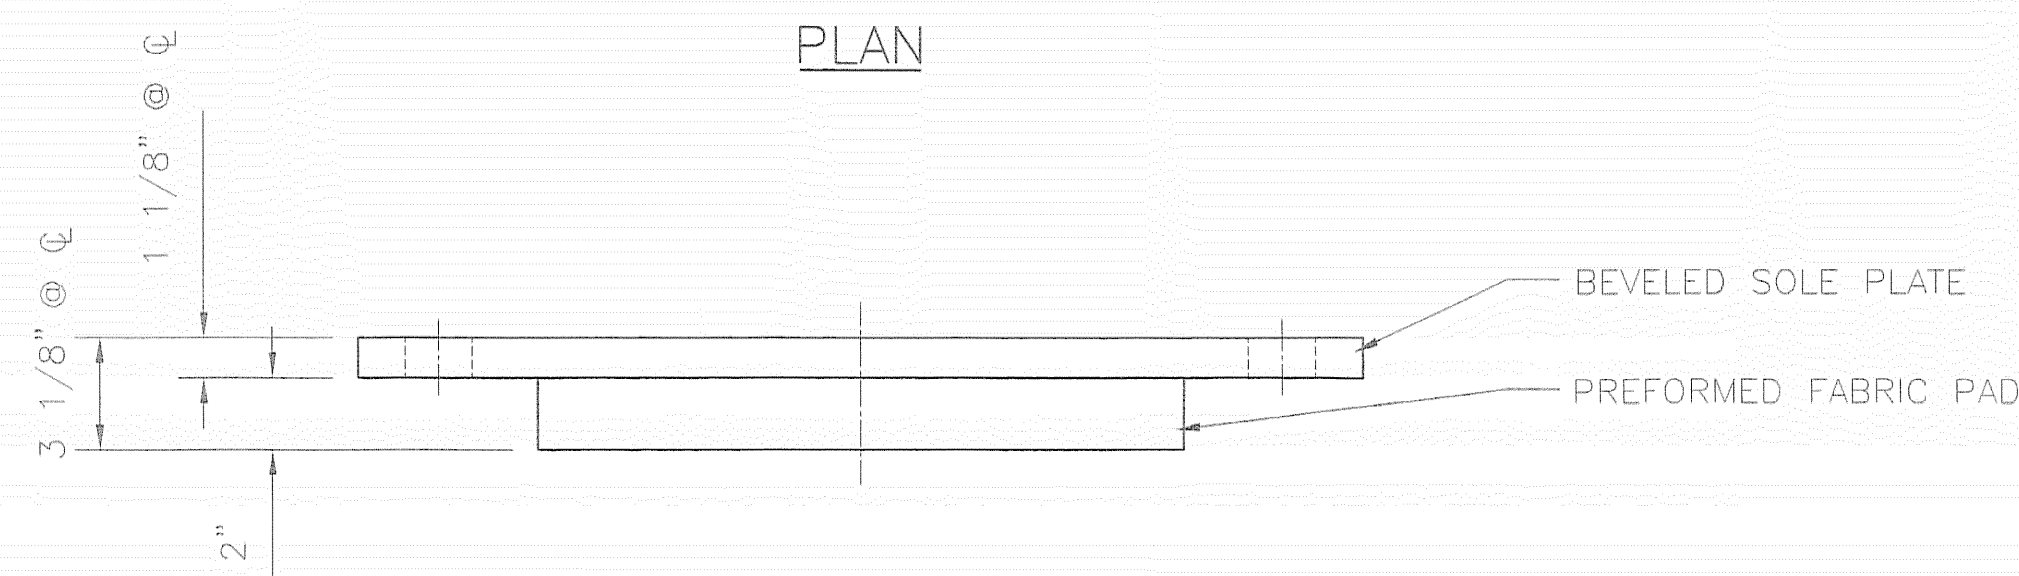 PLAN
1 1/8" @ ℄
3 1/8" @ ℄
BEVELED SOLE PLATE
PREFORMED FABRIC PAD
2"